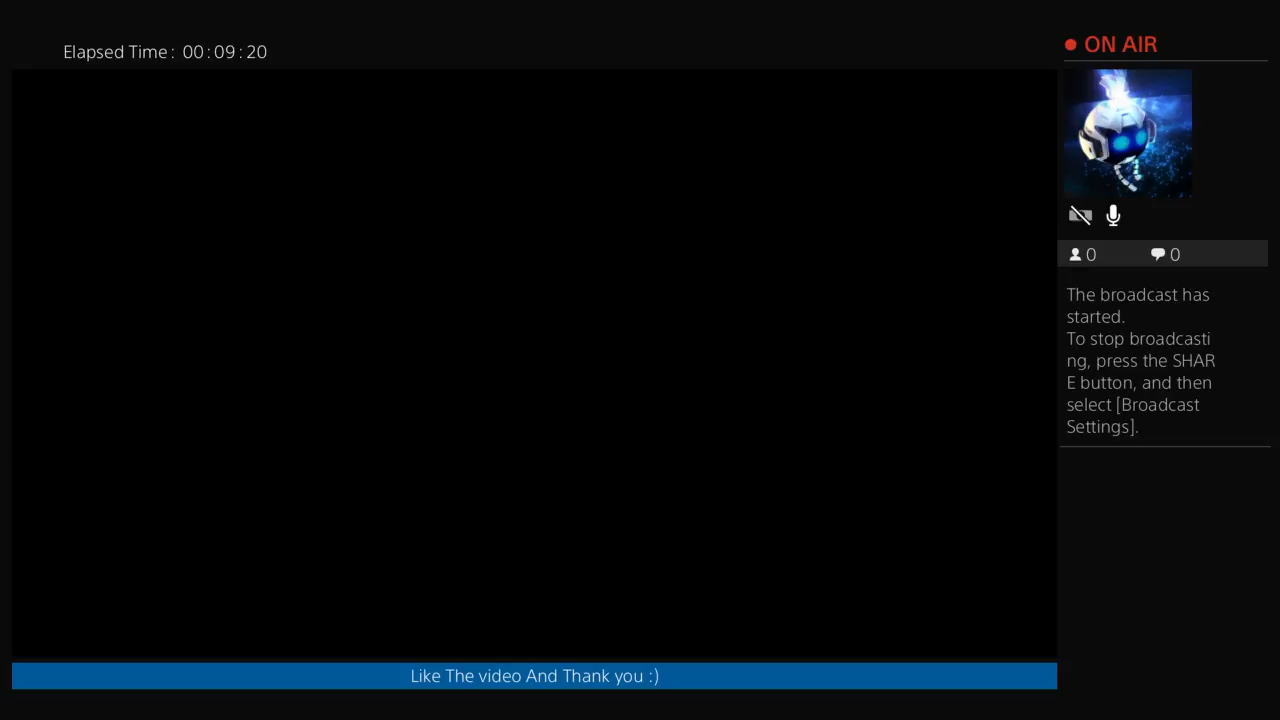 Elapsed Time: 00:09:20
ON AIR
0 0
The broadcast has
started.
To stop broadcasti
ng, press the SHAR
E button, and then
select [Broadcast
Settings].
Like The video And Thank you :)